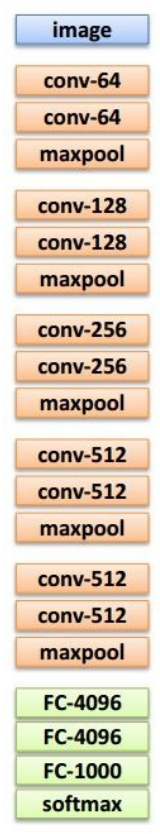 image
conv-64
conv-64
maxpool
conv-128
conv-128
maxpool
conv-256
conv-256
maxpool
conv-512
conv-512
maxpool
conv-512
conv-512
maxpool
FC-4096
FC-4096
FC-1000
softmax